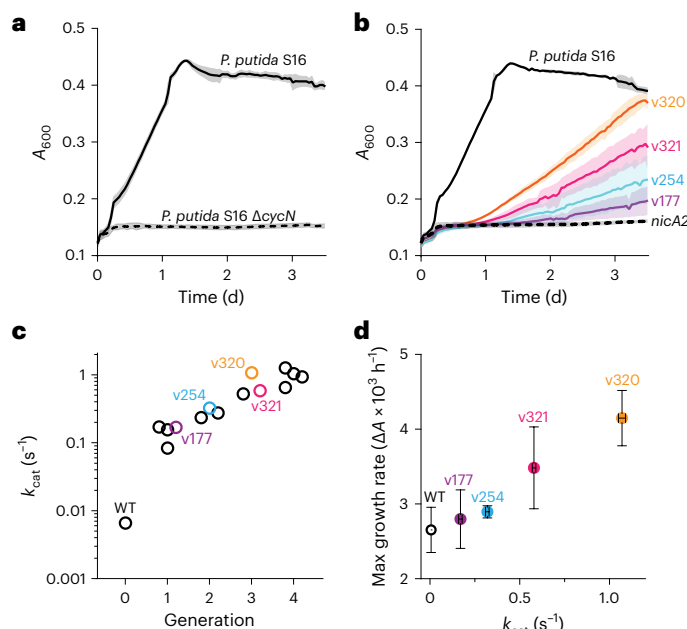 a
0.5
0.4
0.3
0.2
0.1
A600
P. putida S16
P. putida S16 ΔcycN
0
1
2
3
Time (d)
b
0.5
0.4
0.3
0.2
0.1
A600
P. putida S16
v320
v321
v254
v177
nicA2
0
1
2
3
Time (d)
c
1
0.1
0.01
0.001
kcat (s−1)
v320
v254
v321
v177
WT
0
1
2
3
4
Generation
d
5
4
3
2
Max growth rate (ΔA × 10³ h−1)
v320
v321
v177
WT
v254
0
0.5
1.0
kcat (s−1)